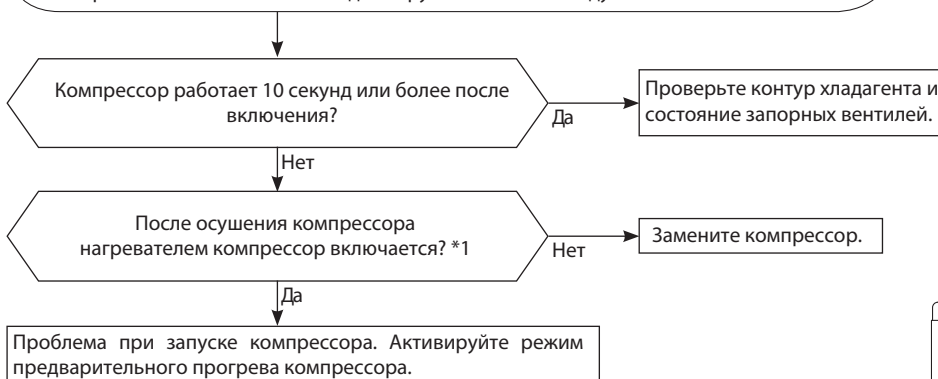 Компрессор работает 10 секунд или более после
включения?
Да
Проверьте контур хладагента и
состояние запорных вентилей.
Нет
После осушения компрессора
нагревателем компрессор включается? *1
Нет
Замените компрессор.
Да
Проблема при запуске компрессора. Активируйте режим
предварительного прогрева компрессора.